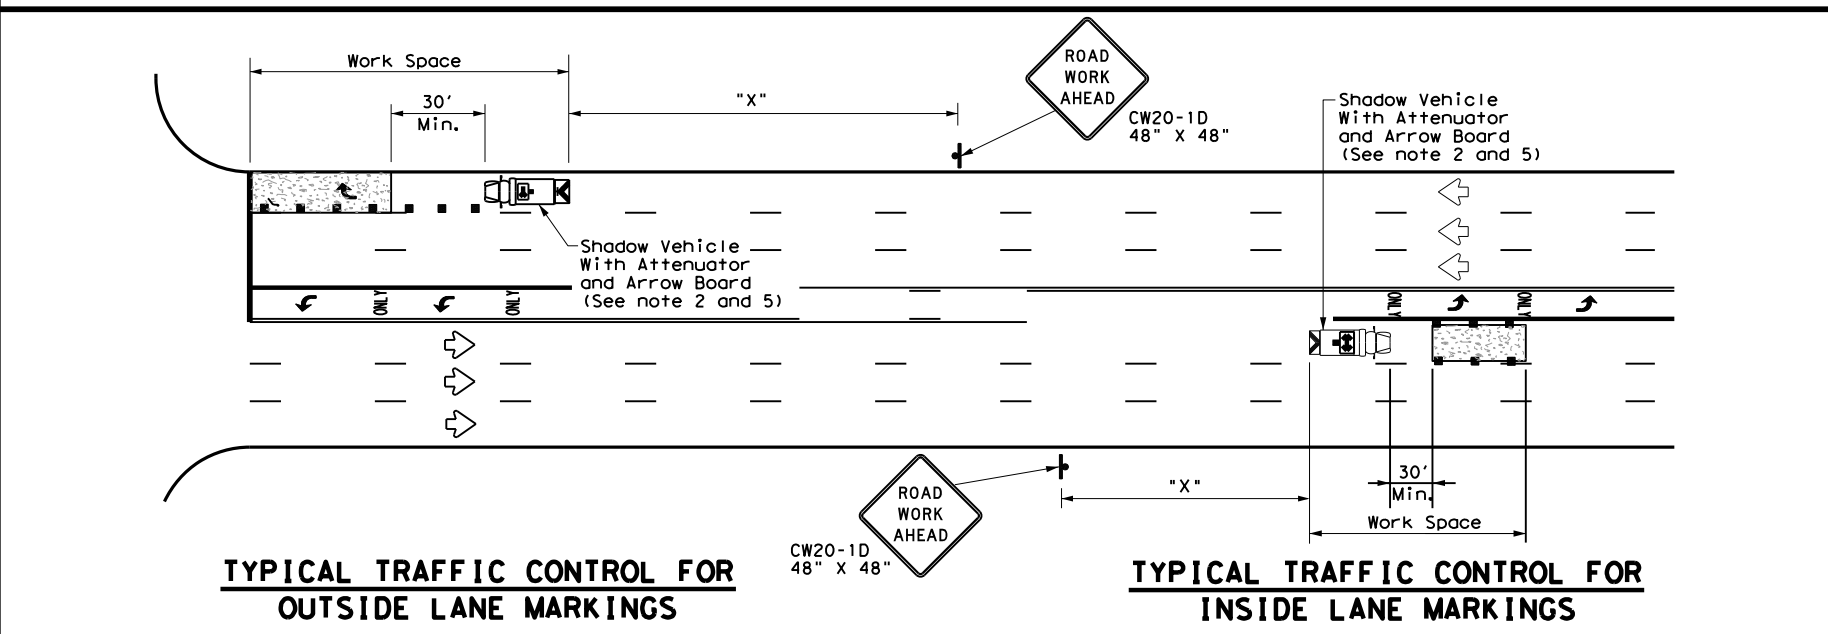 Work Space
30'
Min.
"X"
ROAD
WORK
AHEAD
CW20-1D
48" X 48"
Shadow Vehicle
With Attenuator
and Arrow Board
(See note 2 and 5)
Shadow Vehicle
With Attenuator
and Arrow Board
(See note 2 and 5)
ONLY
ONLY
ONLY
ONLY
ROAD
WORK
AHEAD
CW20-1D
48" X 48"
"X"
30'
Min.
Work Space
TYPICAL TRAFFIC CONTROL FOR
OUTSIDE LANE MARKINGS
TYPICAL TRAFFIC CONTROL FOR
INSIDE LANE MARKINGS